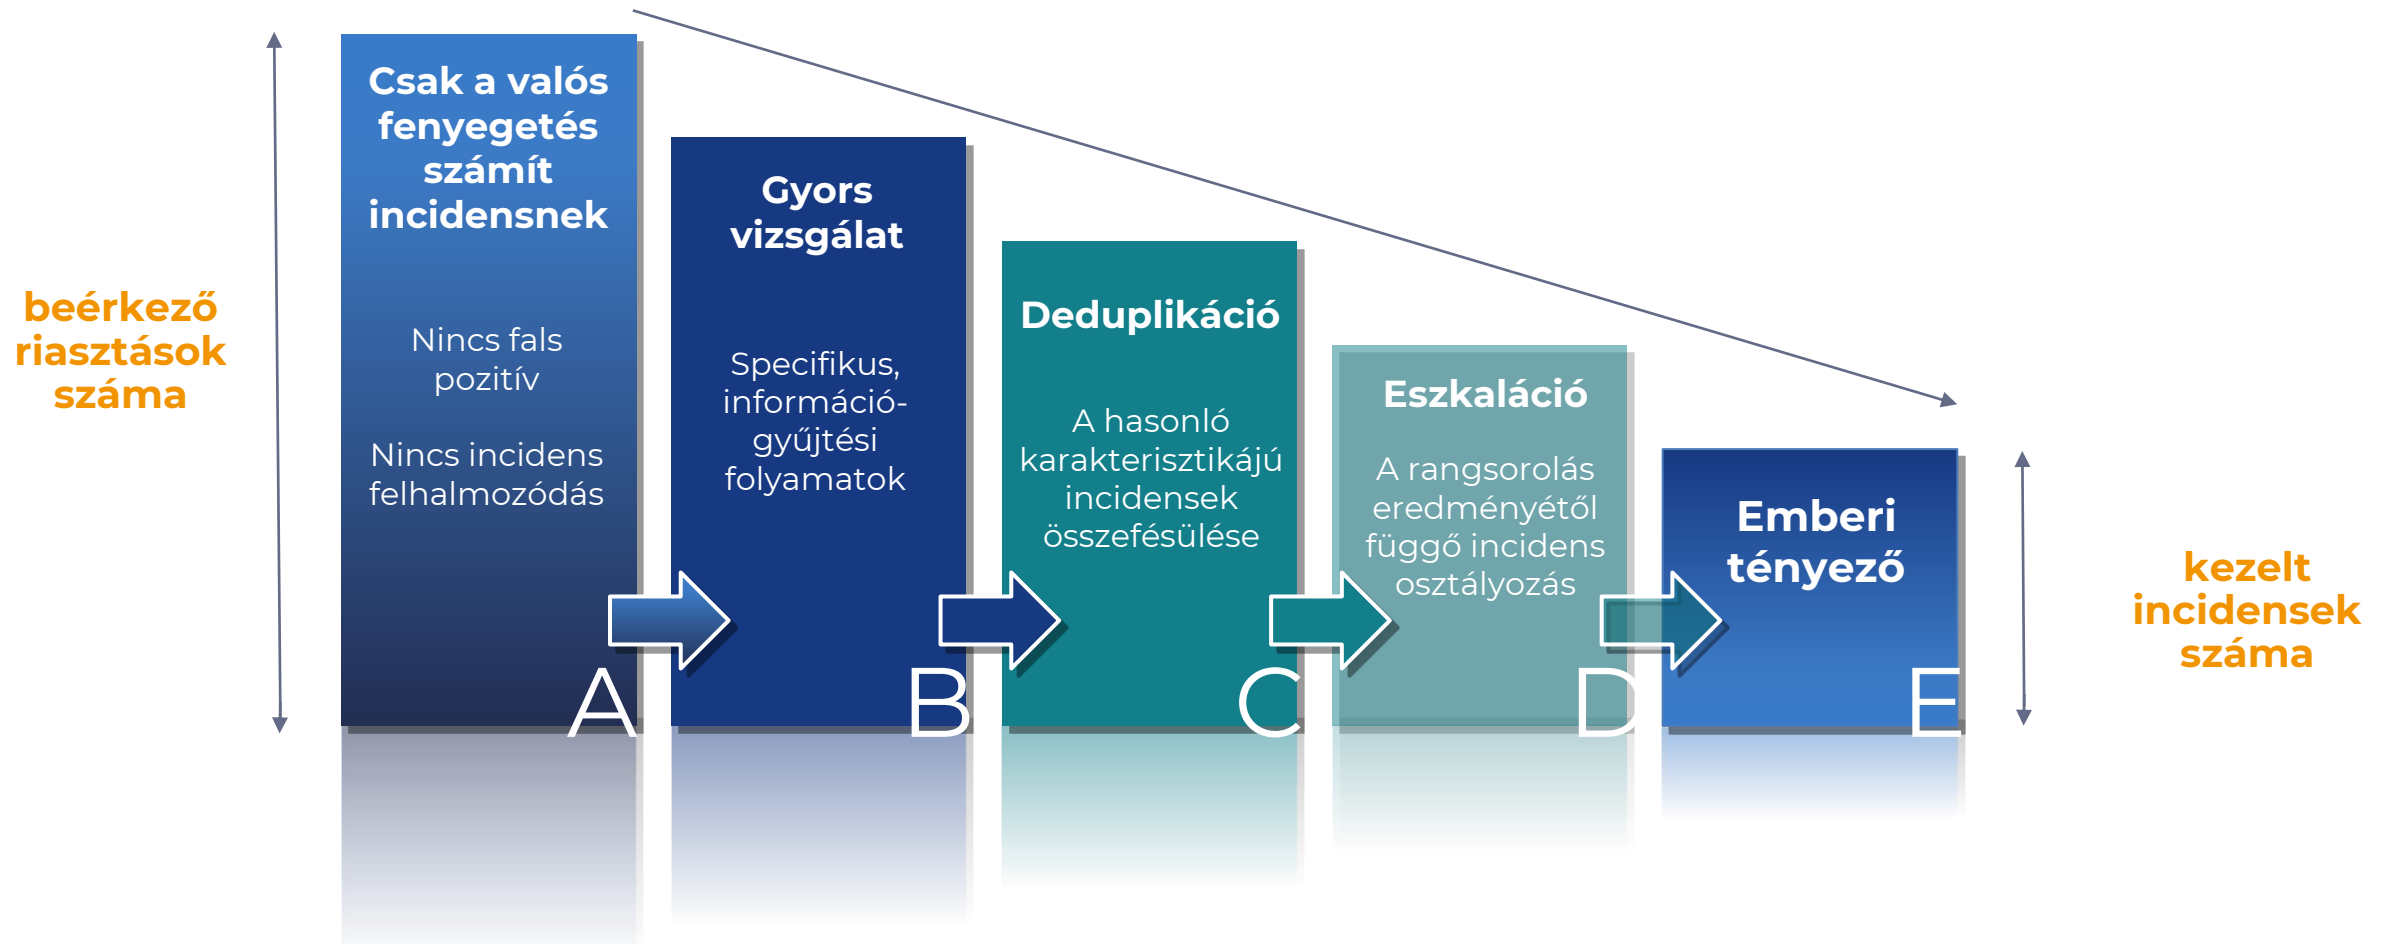 beérkező
riasztások
száma
Csak a valós
fenyegetés
számít
incidensnek
Nincs fals
pozitív
Nincs incidens
felhalmozódás
A
Gyors
vizsgálat
Specifikus,
információ-
gyűjtési
folyamatok
B
Deduplikáció
A hasonló
karakterisztikájú
incidensek
összefésülése
C
Eszkaláció
A rangsorolás
eredményétől
függő incidens
osztályozás
D
Emberi
tényező
E
kezelt
incidensek
száma